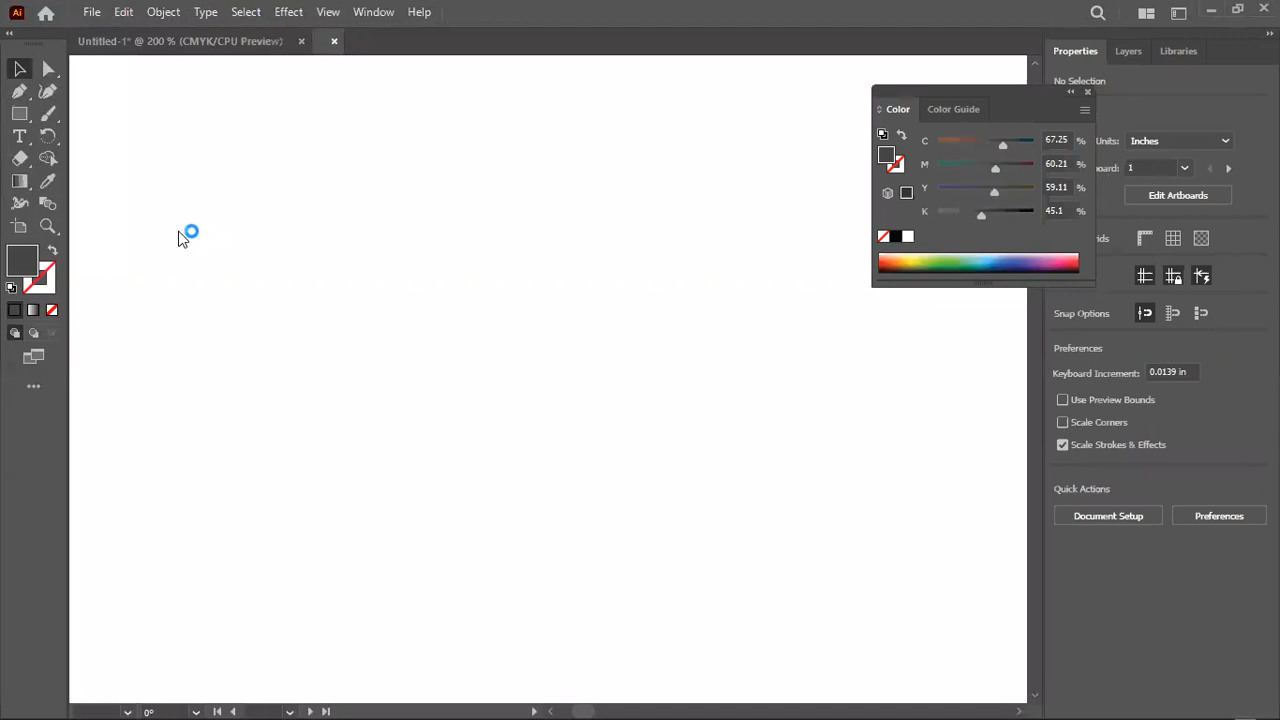 Ai File Edit Object Type Select Effect View Window Help
Untitled-1* @ 200 % (CMYK/CPU Preview)
Properties Layers Libraries
No Selection
Color Color Guide
C 67.25 %
M 60.21 %
Y 59.11 %
K 45.1 %
Units: Inches
board: 1
Edit Artboards
ids
Snap Options
Preferences
Keyboard Increment: 0.0139 in
Use Preview Bounds
Scale Corners
Scale Strokes & Effects
Quick Actions
Document Setup Preferences
0°